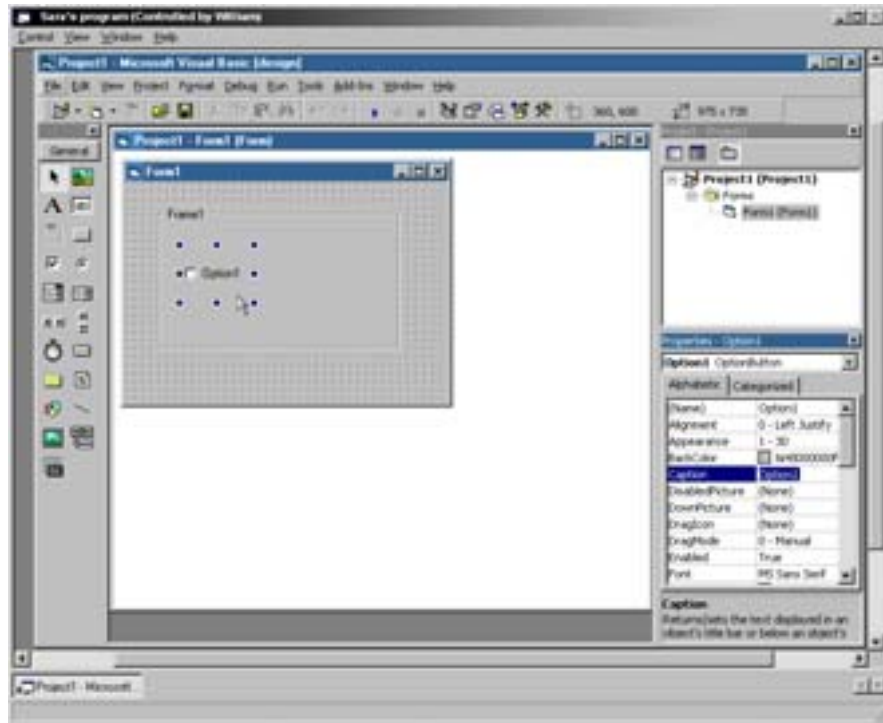 Sara's program (Controlled by William)
Control View Window Help
Project1 - Microsoft Visual Basic [design]
File Edit View Project Format Debug Run Tools Add-Ins Window Help
360, 600
975 x 735
General
Project1 - Form1 (Form)
Form1
Frame1
Option1
Project1 (Project1)
Forms
Form1 (Form1)
Properties - Option1
Option1 OptionButton
Alphabetic Categorized
(Name) Option1
Alignment 0 - Left Justify
Appearance 1 - 3D
BackColor
Caption Option1
DisabledPicture (None)
DownPicture (None)
DragIcon (None)
DragMode 0 - Manual
Enabled True
Font MS Sans Serif
Caption
Returns/sets the text displayed in an
object's title bar or below an object's
Project1 - Microsoft